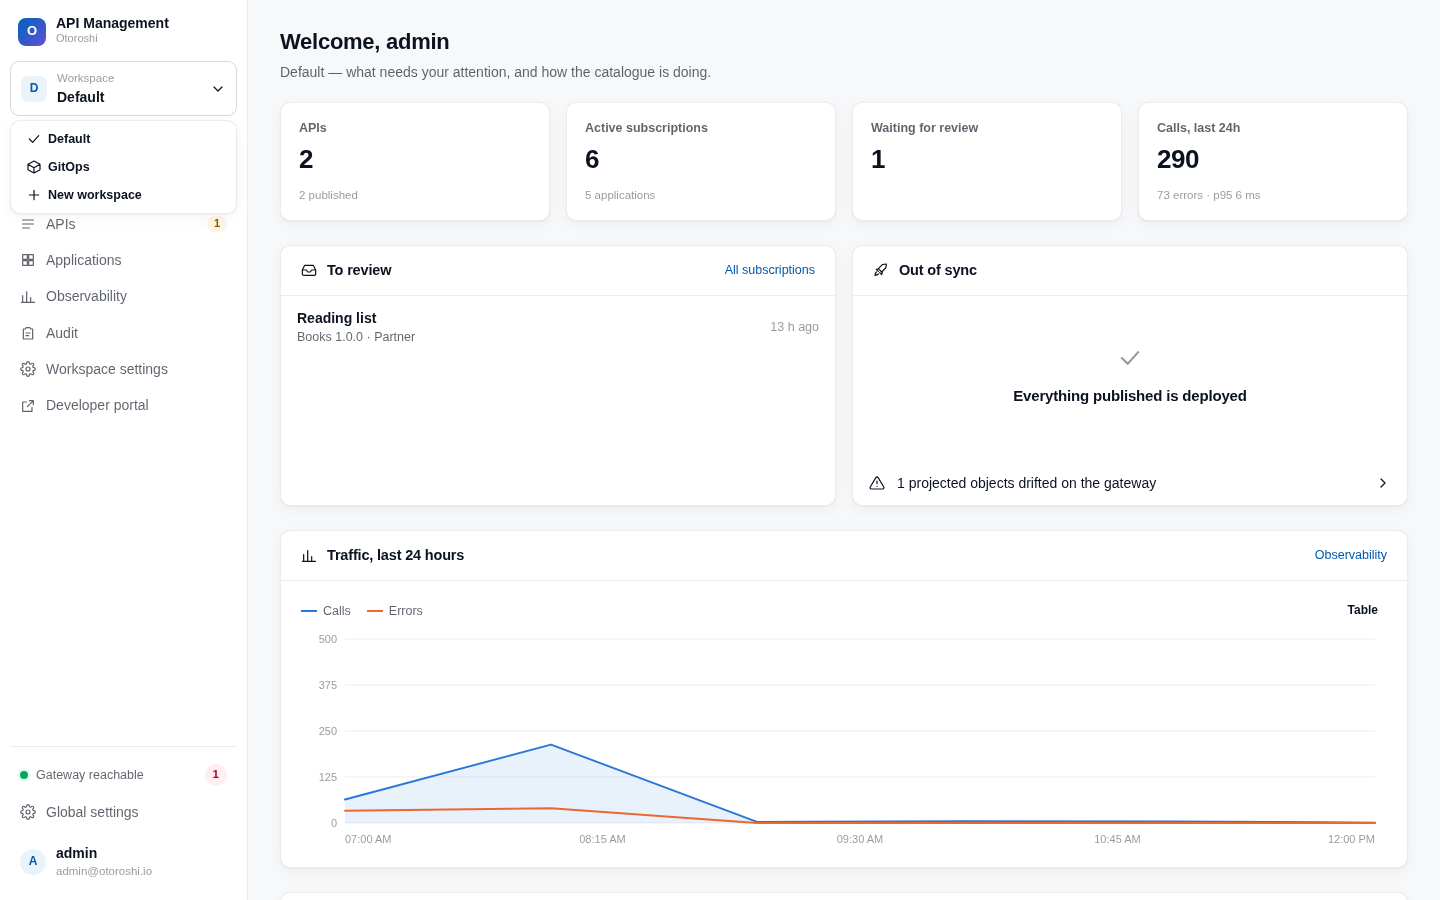 O
API Management
Otoroshi
D
Workspace
Default
Default
GitOps
New workspace
APIs
1
Applications
Observability
Audit
Workspace settings
Developer portal
Gateway reachable
1
Global settings
A
admin
admin@otoroshi.io
Welcome, admin
Default — what needs your attention, and how the catalogue is doing.
APIs
2
2 published
Active subscriptions
6
5 applications
Waiting for review
1
Calls, last 24h
290
73 errors · p95 6 ms
To review
All subscriptions
Reading list
Books 1.0.0 · Partner
13 h ago
Out of sync
Everything published is deployed
1 projected objects drifted on the gateway
Traffic, last 24 hours
Observability
Calls
Errors
Table
500
375
250
125
0
07:00 AM
08:15 AM
09:30 AM
10:45 AM
12:00 PM